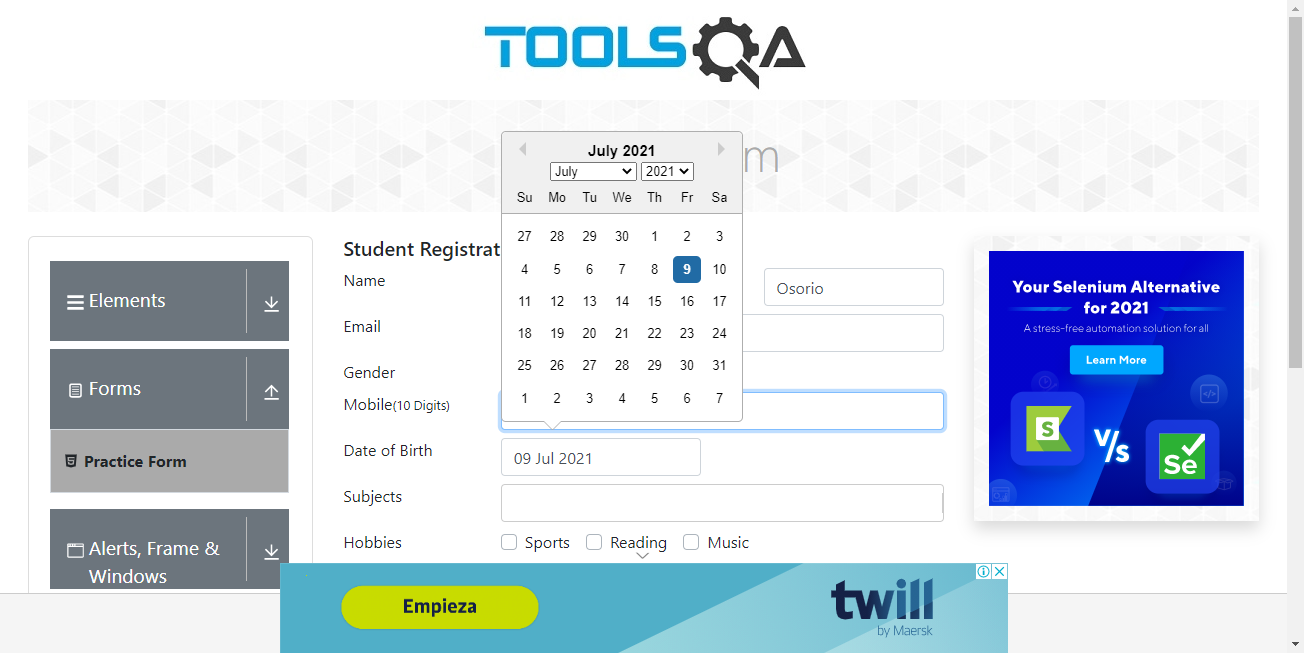 TOOLSQA
m
July 2021
July 2021
Su Mo Tu We Th Fr Sa
27 28 29 30 1 2 3
4 5 6 7 8 9 10
11 12 13 14 15 16 17
18 19 20 21 22 23 24
25 26 27 28 29 30 31
1 2 3 4 5 6 7
Elements
Forms
Practice Form
Alerts, Frame &
Windows
Student Registrat
Name
Osorio
Email
Gender
Mobile(10 Digits)
Date of Birth
09 Jul 2021
Subjects
Hobbies
Sports Reading Music
Your Selenium Alternative
for 2021
A stress-free automation solution for all
Learn More
S
V/s
Se
Empieza
twill
by Maersk